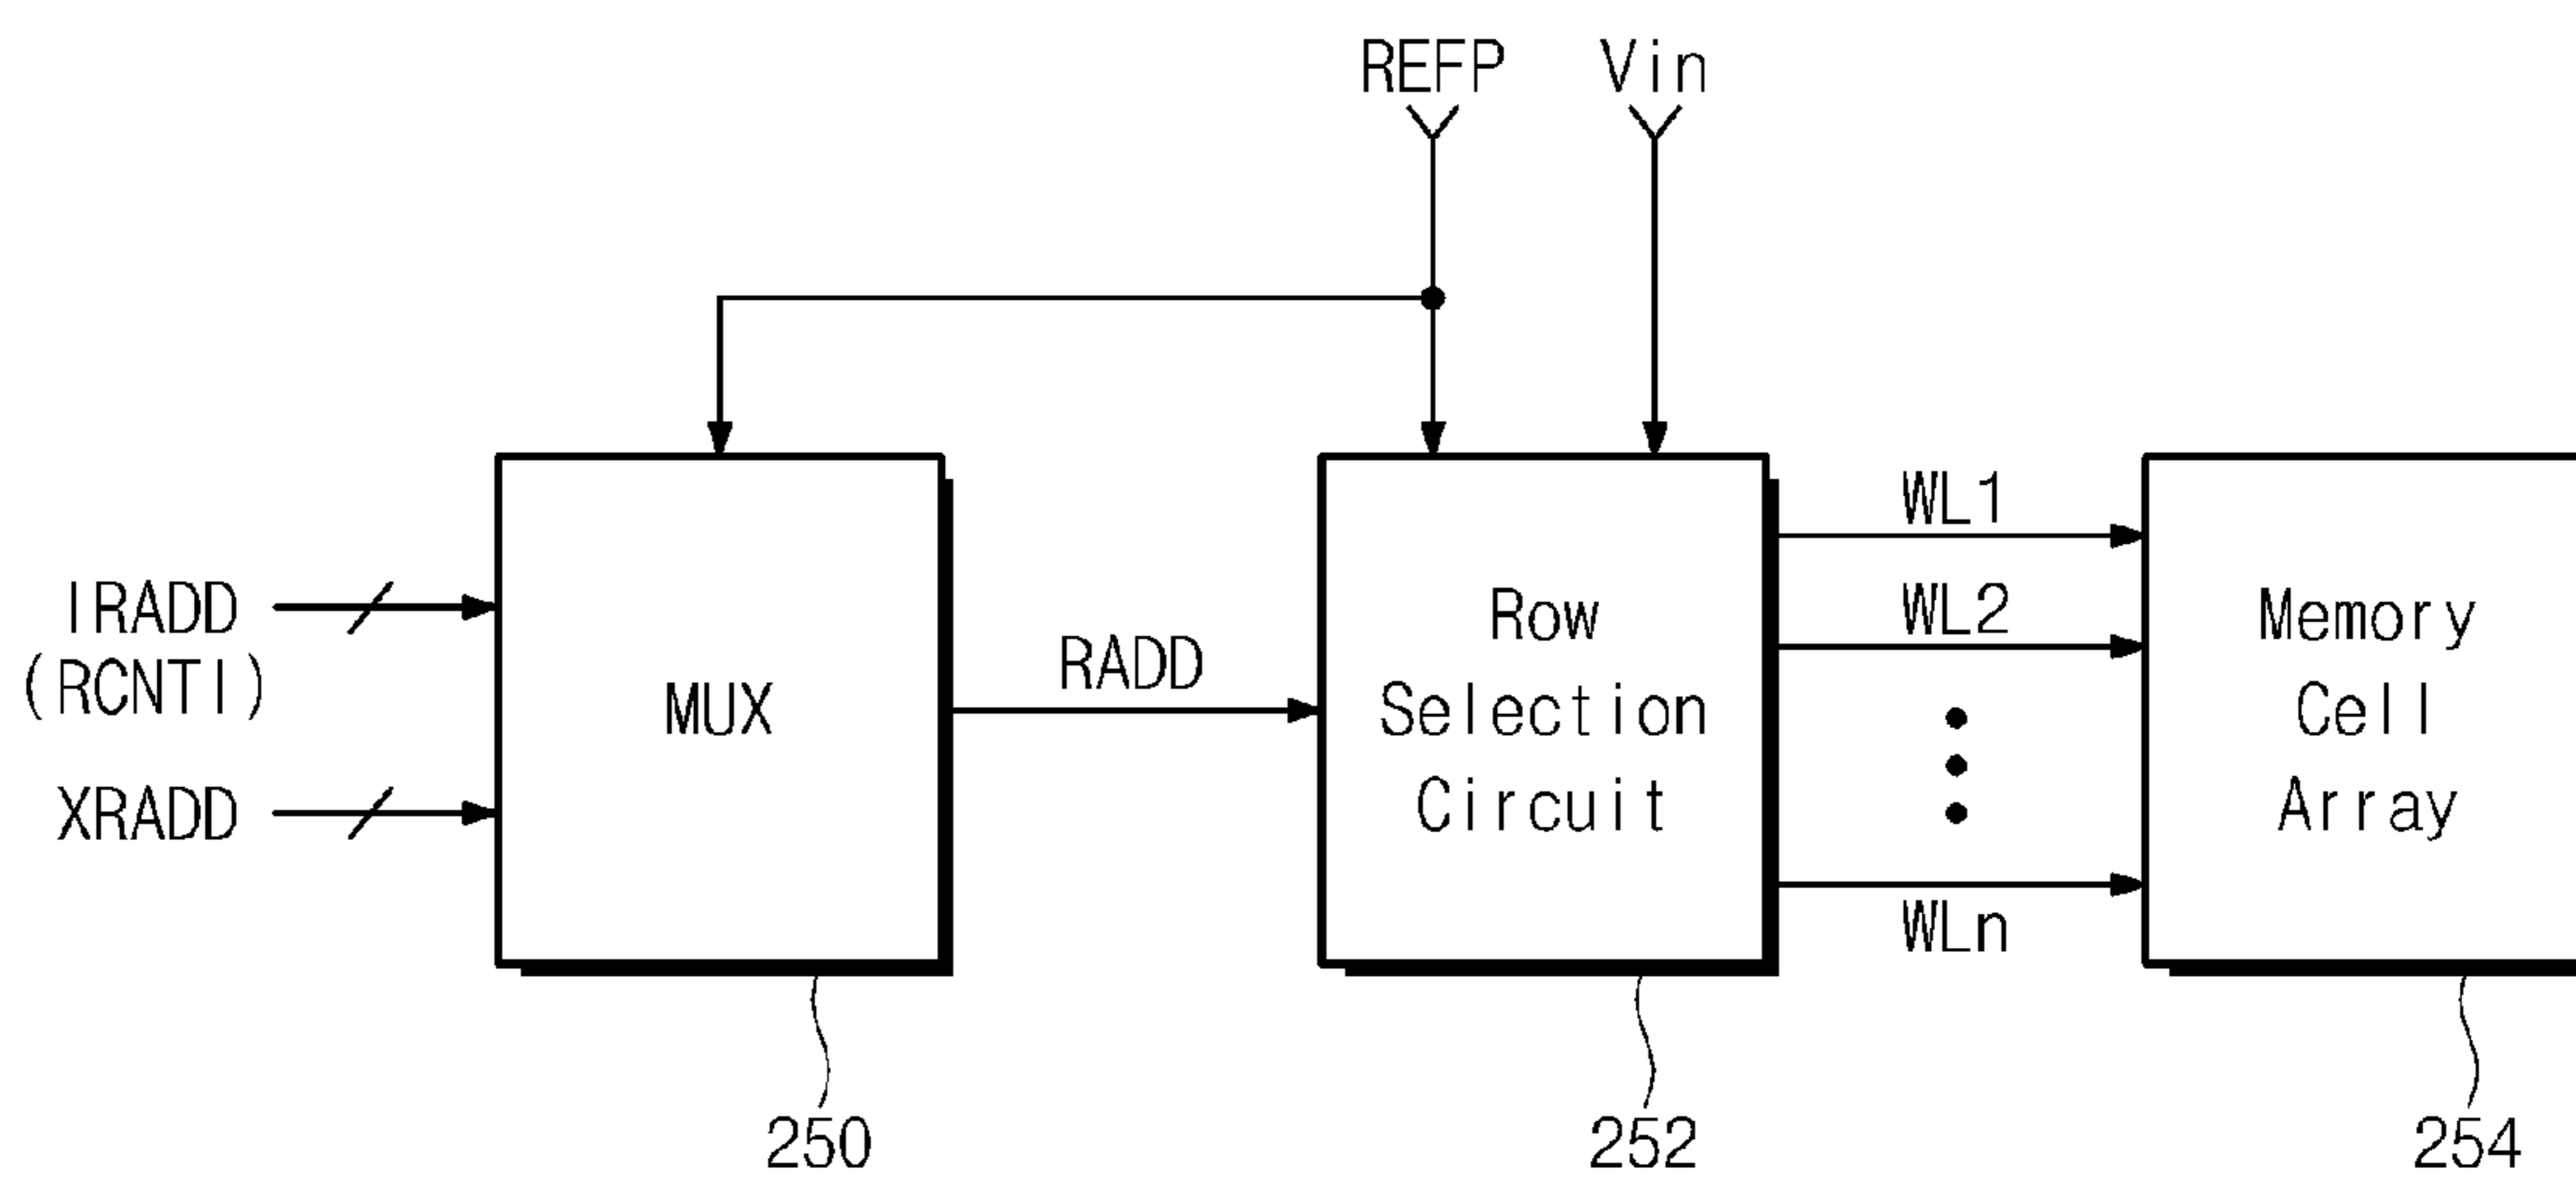 REFP Vin
IRADD
(RCNTI)
XRADD
MUX
RADD
Row
Selection
Circuit
WL1
WL2
WLn
Memory
Cell
Array
250
252
254